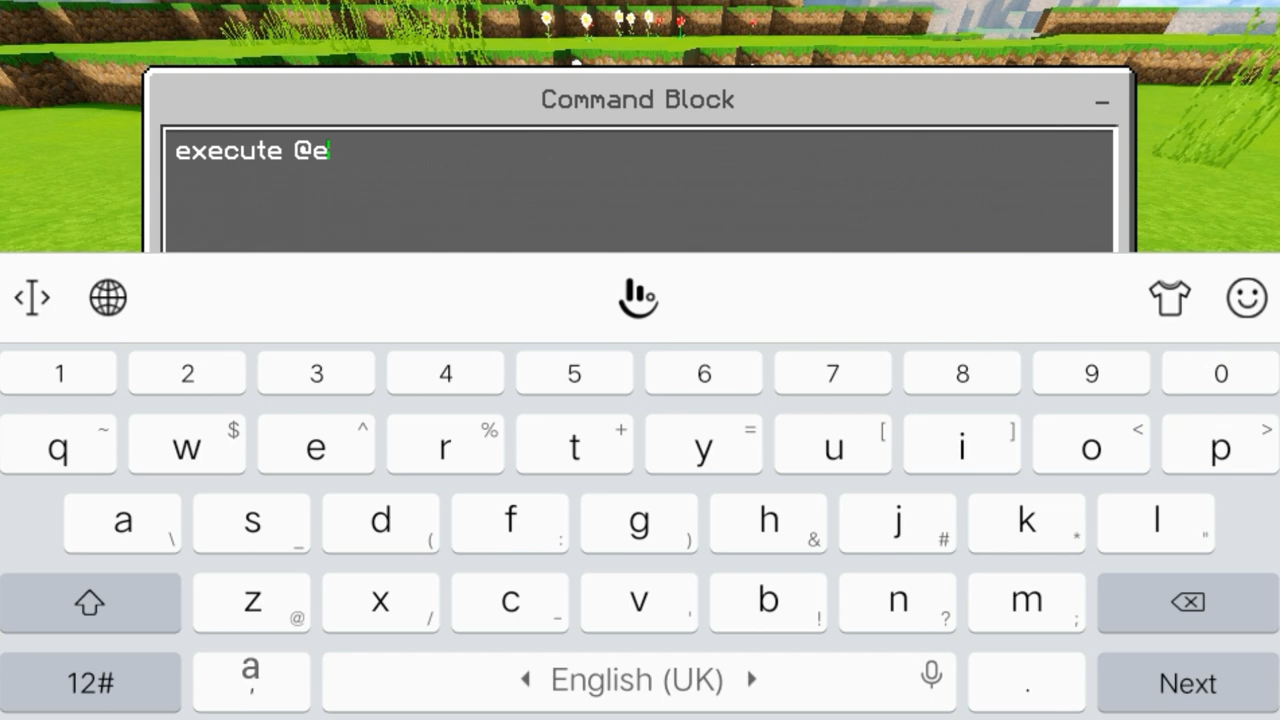 Command Block
execute @e
1 2 3 4 5 6 7 8 9 0
q ~ w $ e ^ r % t + y = u [ i ] o < p >
a \ s _ d ( f : g ) h & j # k * l "
z @ x / c - v ' b ! n ? m ;
12# a , English (UK) . Next